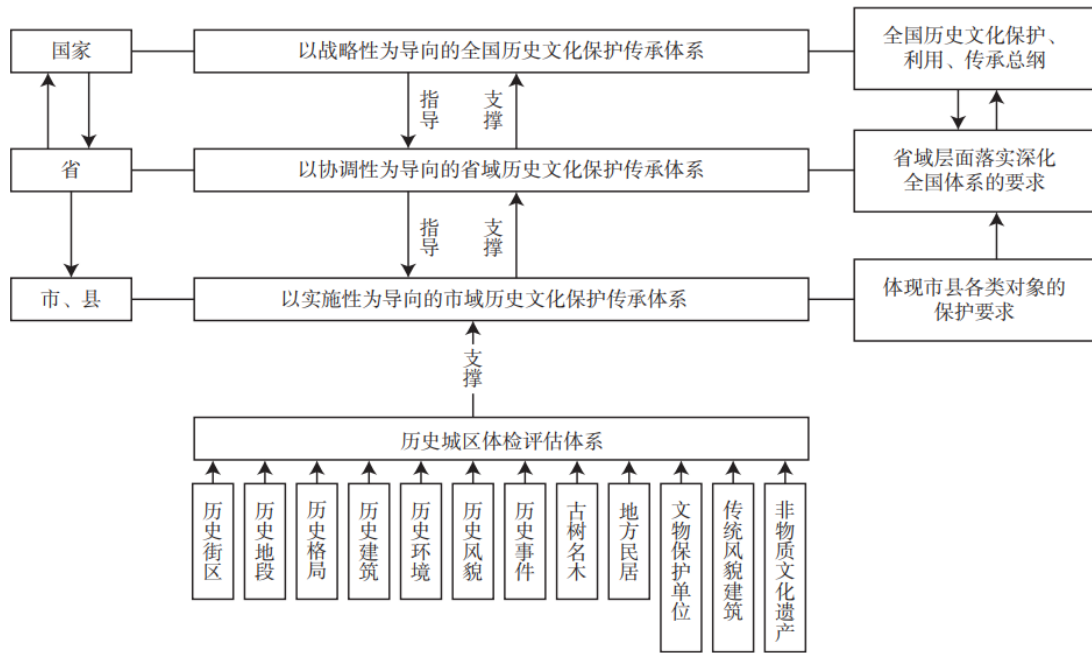 国家
以战略性为导向的全国历史文化保护传承体系
全国历史文化保护、
利用、传承总纲
指导
支撑
省
以协调性为导向的省域历史文化保护传承体系
省域层面落实深化
全国体系的要求
指导
支撑
市、县
以实施性为导向的市域历史文化保护传承体系
体现市县各类对象的
保护要求
支撑
历史城区体检评估体系
历史街区
历史地段
历史格局
历史建筑
历史环境
历史风貌
历史事件
古树名木
地方民居
文物保护单位
传统风貌建筑
非物质文化遗产